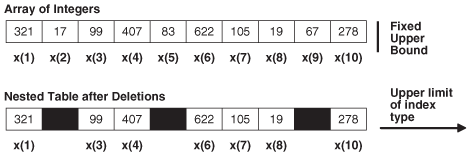 Array of Integers
321 17 99 407 83 622 105 19 67 278
x(1) x(2) x(3) x(4) x(5) x(6) x(7) x(8) x(9) x(10)
Fixed
Upper
Bound
Nested Table after Deletions
321 99 407 622 105 19 278
x(1) x(3) x(4) x(6) x(7) x(8) x(10)
Upper limit
of index
type